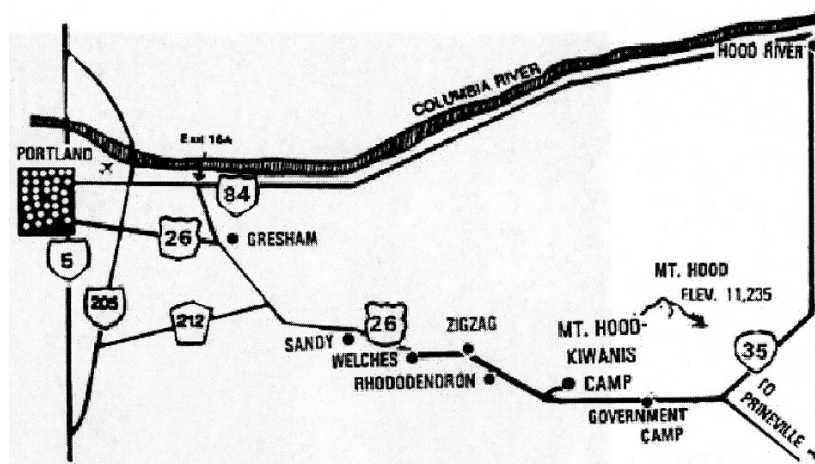 HOOD RIVER
COLUMBIA RIVER
Exit 16A
PORTLAND
84
26
GRESHAM
5
205
212
MT. HOOD
ELEV. 11,235
26
SANDY
ZIGZAG
WELCHES
RHODODENDRON
MT. HOOD
KIWANIS
CAMP
35
GOVERNMENT
CAMP
TO
PRINEVILLE